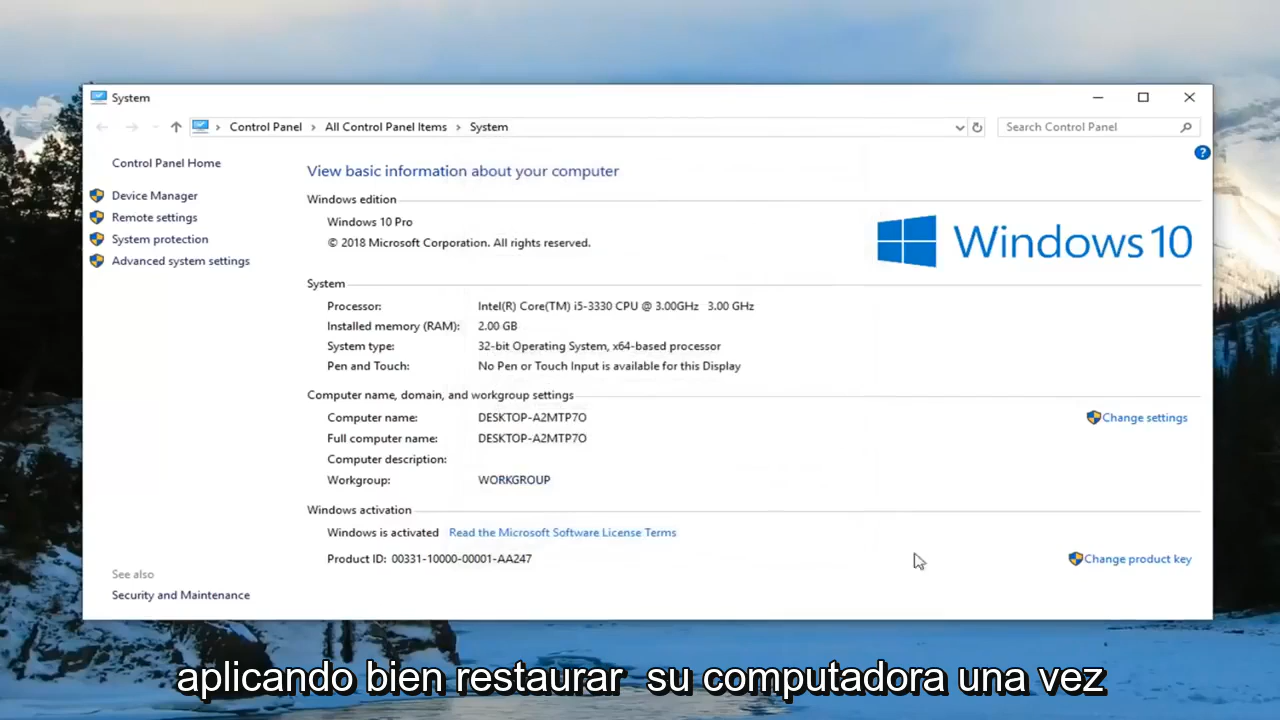 System
Control Panel > All Control Panel Items > System
Search Control Panel
?
Control Panel Home
Device Manager
Remote settings
System protection
Advanced system settings
See also
Security and Maintenance
View basic information about your computer
Windows edition
Windows 10 Pro
© 2018 Microsoft Corporation. All rights reserved.
Windows 10
System
Processor: Intel(R) Core(TM) i5-3330 CPU @ 3.00GHz 3.00 GHz
Installed memory (RAM): 2.00 GB
System type: 32-bit Operating System, x64-based processor
Pen and Touch: No Pen or Touch Input is available for this Display
Computer name, domain, and workgroup settings
Computer name: DESKTOP-A2MTP7O
Change settings
Full computer name: DESKTOP-A2MTP7O
Computer description:
Workgroup: WORKGROUP
Windows activation
Windows is activated Read the Microsoft Software License Terms
Product ID: 00331-10000-00001-AA247
Change product key
aplicando bien restaurar su computadora una vez